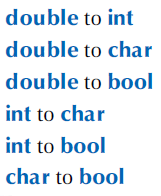 double to int
double to char
double to bool
int to char
int to bool
char to bool